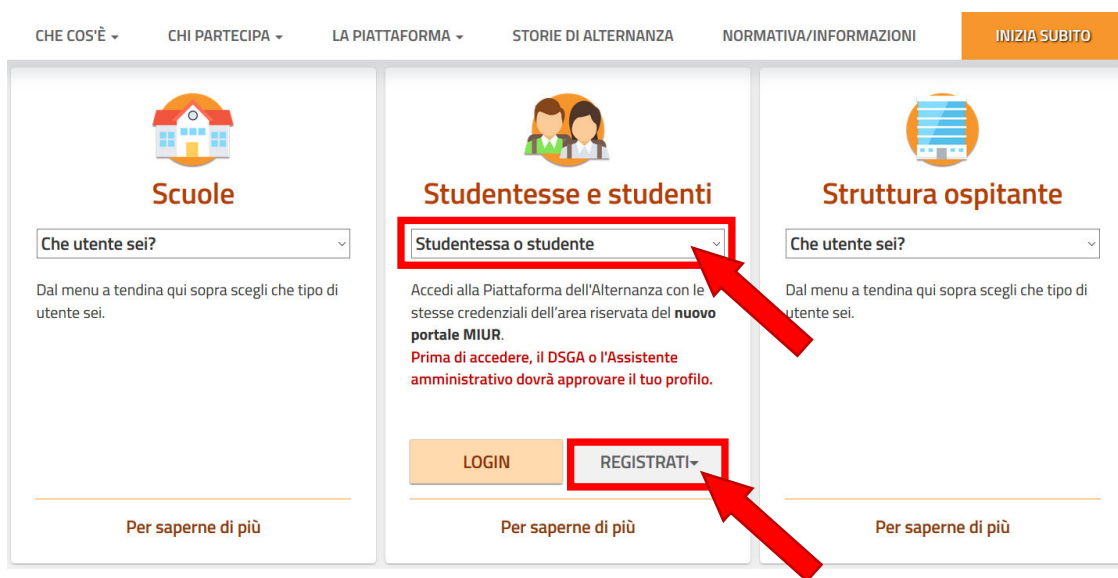 CHE COS'È
CHI PARTECIPA
LA PIATTAFORMA
STORIE DI ALTERNANZA
NORMATIVA/INFORMAZIONI
INIZIA SUBITO
Scuole
Che utente sei?
Dal menu a tendina qui sopra scegli che tipo di
utente sei.
Per saperne di più
Studentesse e studenti
Studentessa o studente
Accedi alla Piattaforma dell'Alternanza con le
stesse credenziali dell'area riservata del nuovo
portale MIUR.
Prima di accedere, il DSGA o l'Assistente
amministrativo dovrà approvare il tuo profilo.
LOGIN
REGISTRATI
Per saperne di più
Struttura ospitante
Che utente sei?
Dal menu a tendina qui sopra scegli che tipo di
utente sei.
Per saperne di più